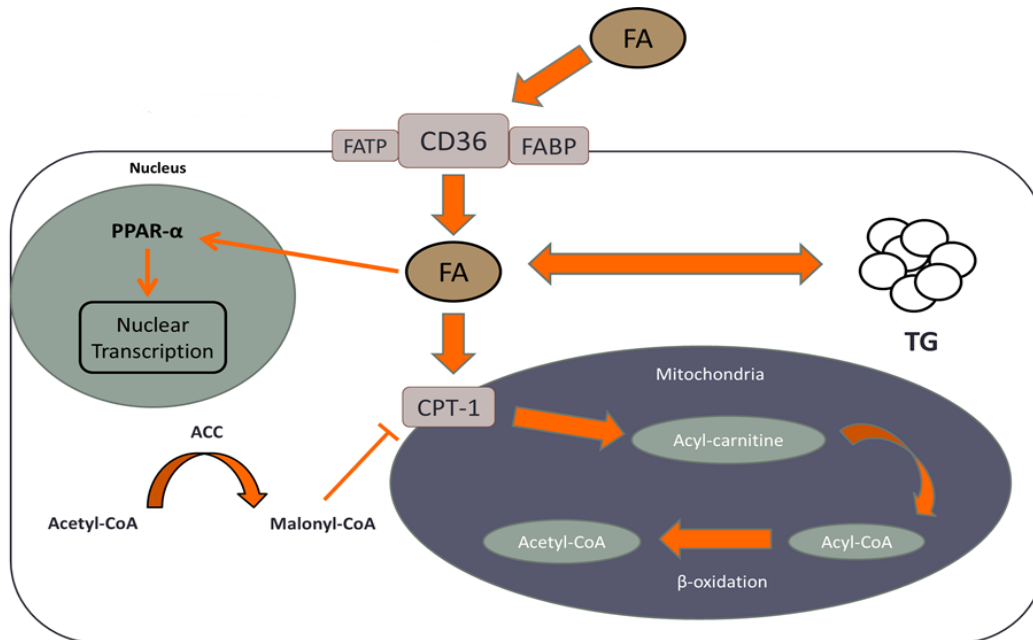 FA
FATP
CD36
FABP
Nucleus
PPAR-α
FA
Nuclear
Transcription
TG
Mitochondria
CPT-1
ACC
Acyl-carnitine
Acetyl-CoA
Malonyl-CoA
Acetyl-CoA
Acyl-CoA
β-oxidation